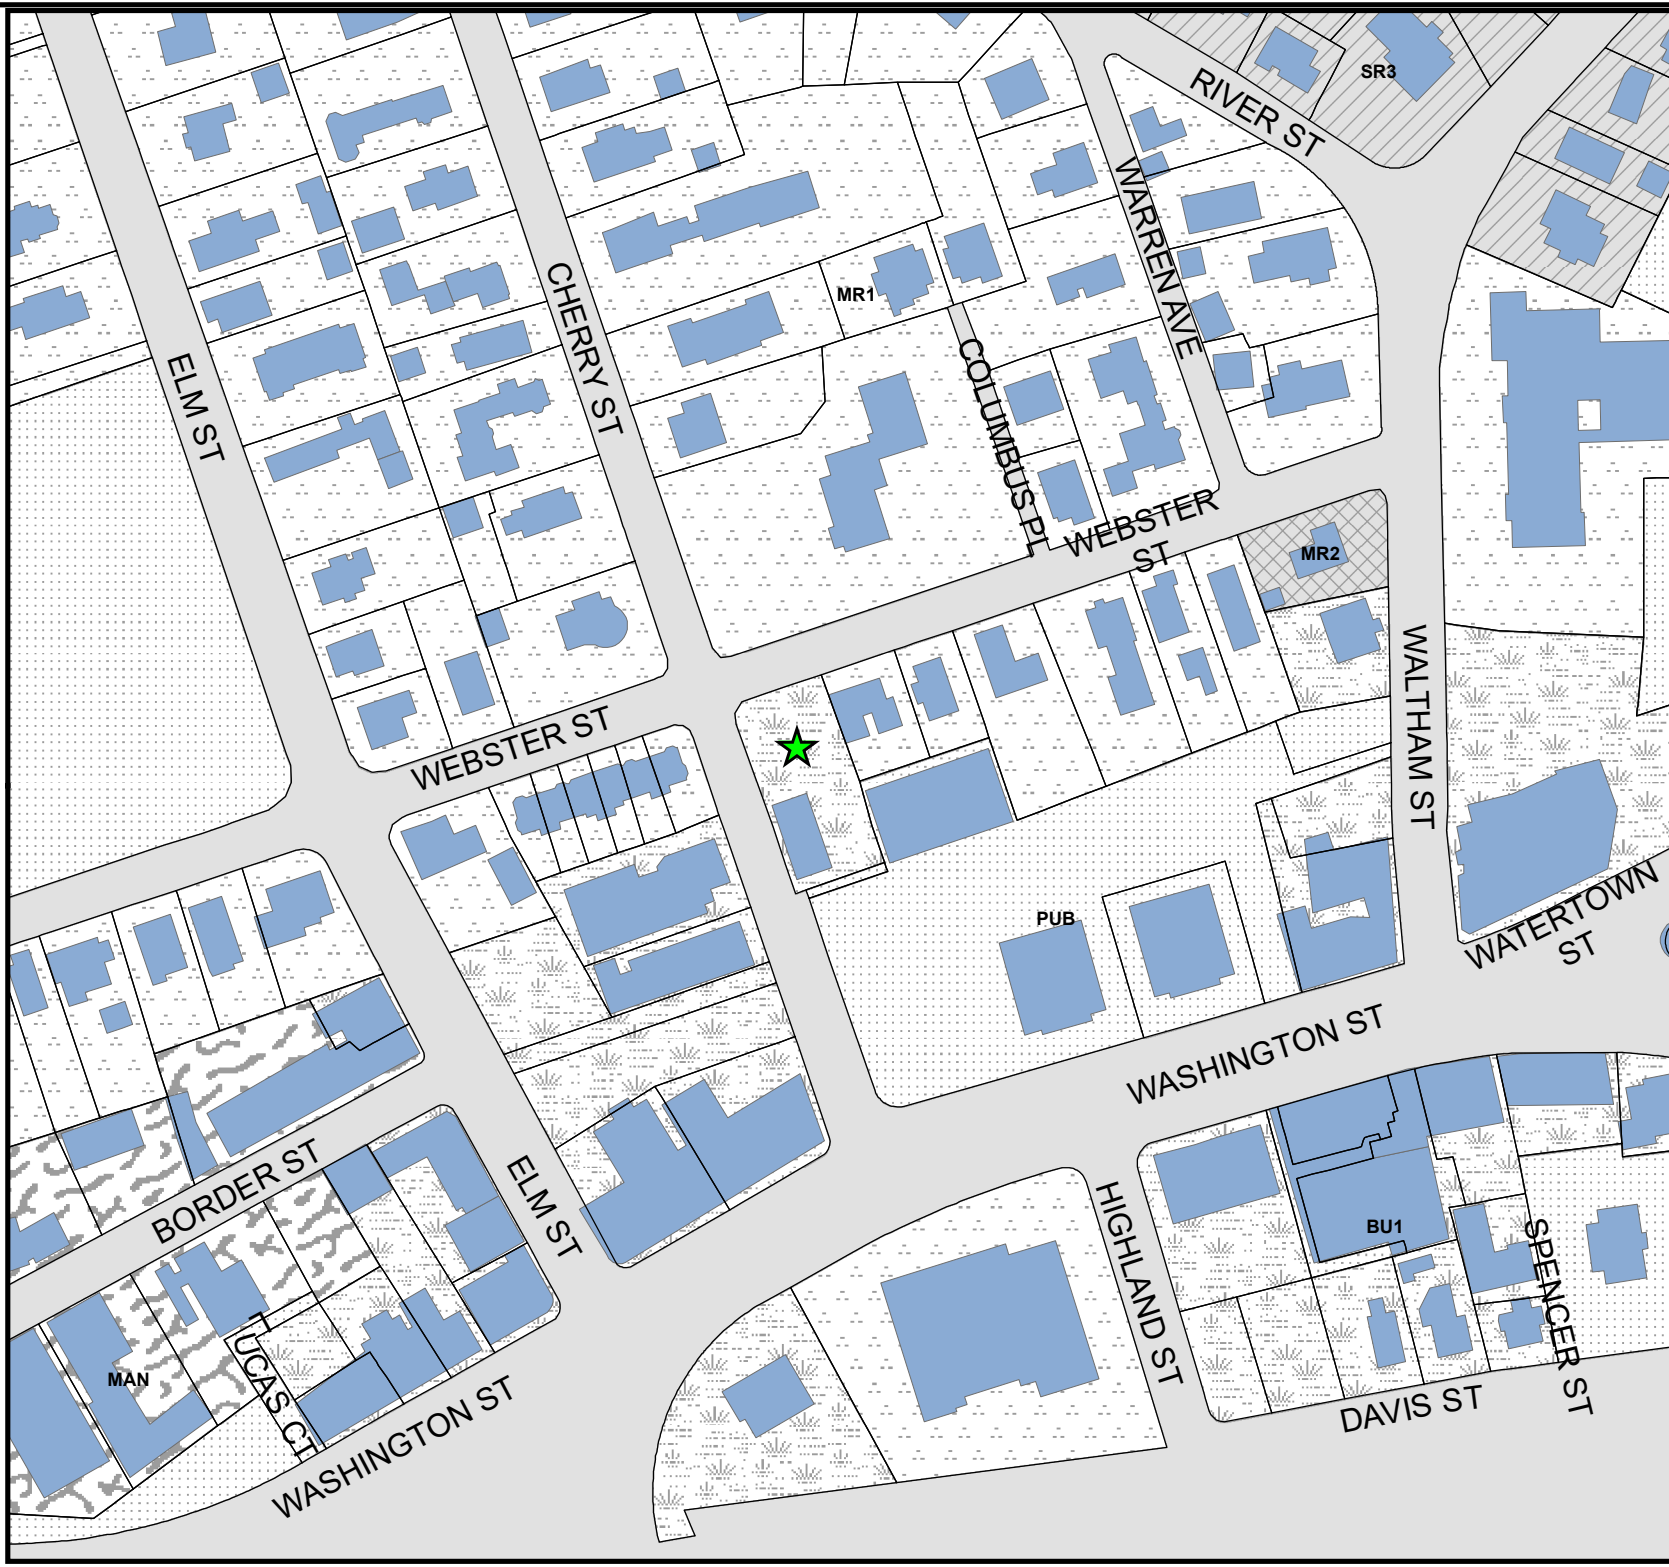 SR3
RIVER ST
WARREN AVE
MR1
CHERRY ST
ELM ST
COLUMBUS PL
WEBSTER
ST
MR2
WALTHAM ST
WEBSTER ST
PUB
WATERTOWN
ST
WASHINGTON ST
BORDER ST
ELM ST
HIGHLAND ST
BU1
SPENCER ST
LUCAS CT
MAN
WASHINGTON ST
DAVIS ST